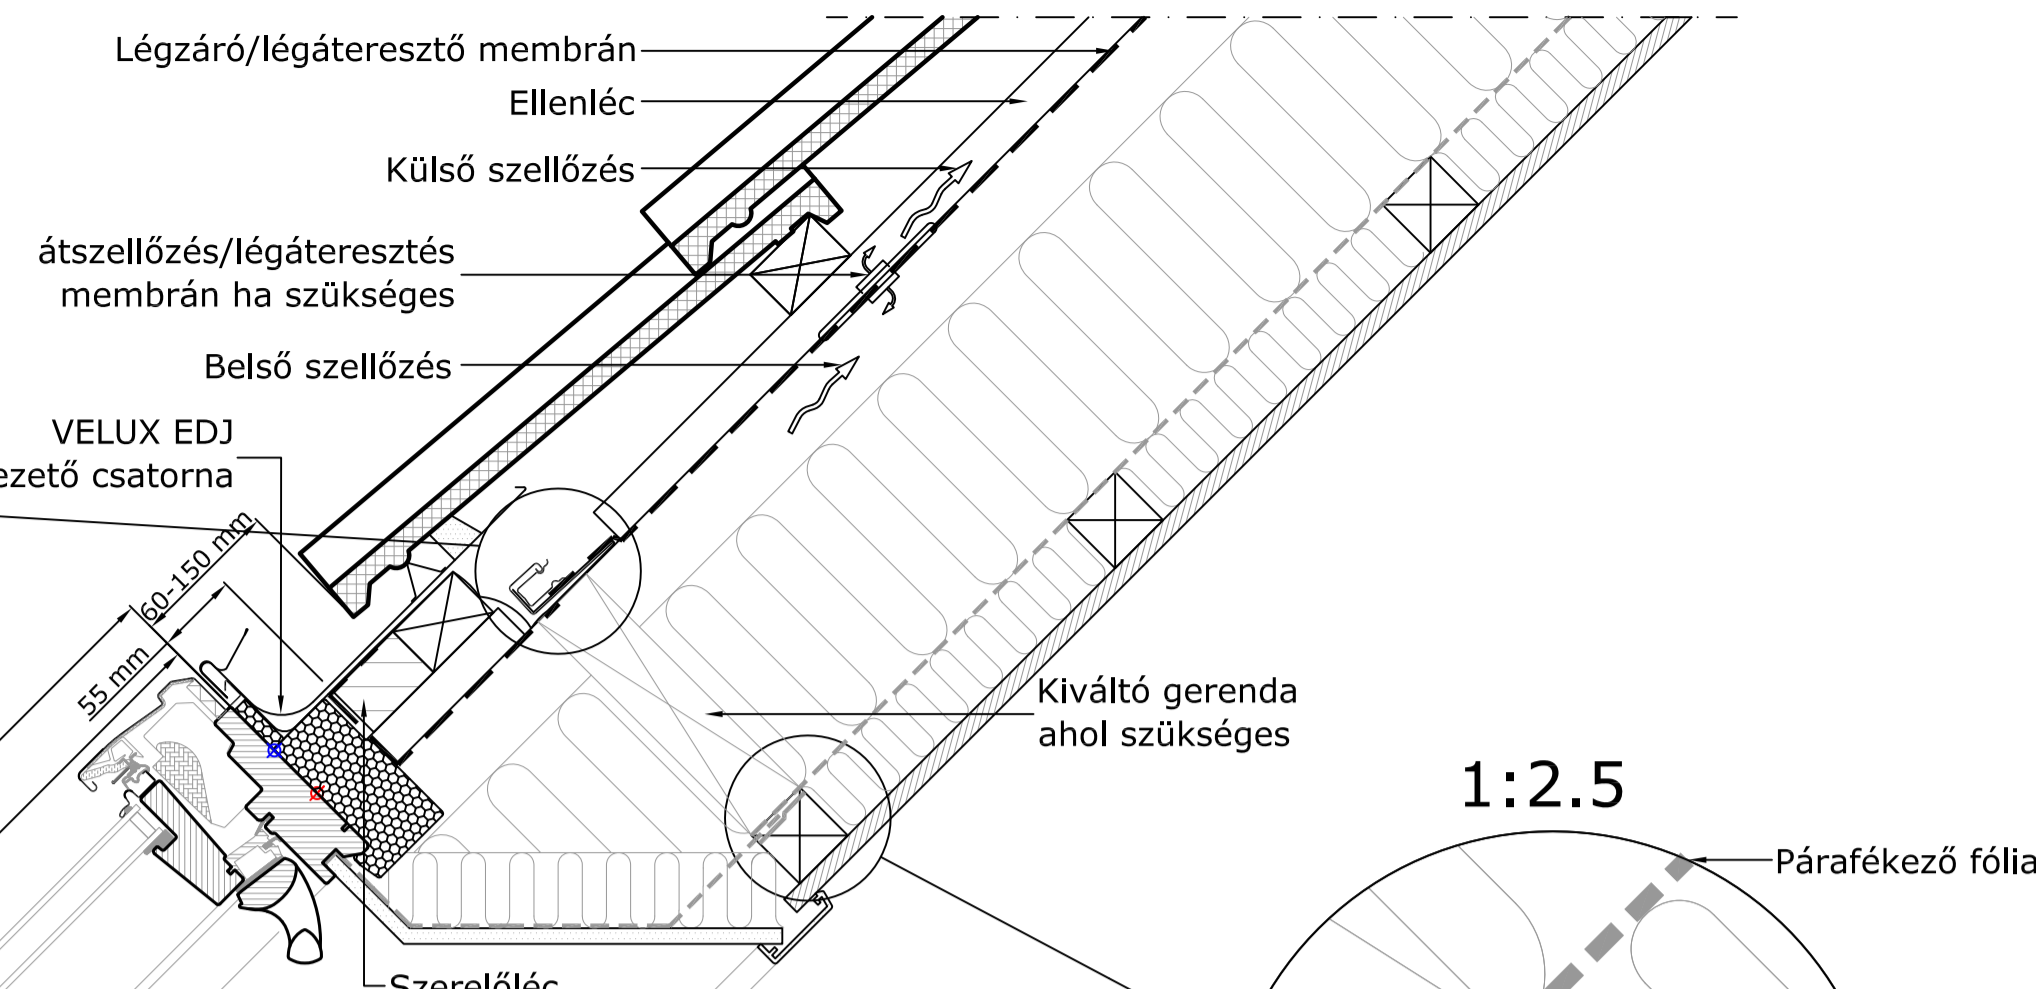 Légzáró/légáteresztő membrán
Ellenléc
Külső szellőzés
átszellőzés/légáteresztés
membrán ha szükséges
Belső szellőzés
VELUX EDJ
csatorna
60-150 mm
55 mm
Kiváltó gerenda
ahol szükséges
1:2.5
Párafékező fólia
Szerelőléc